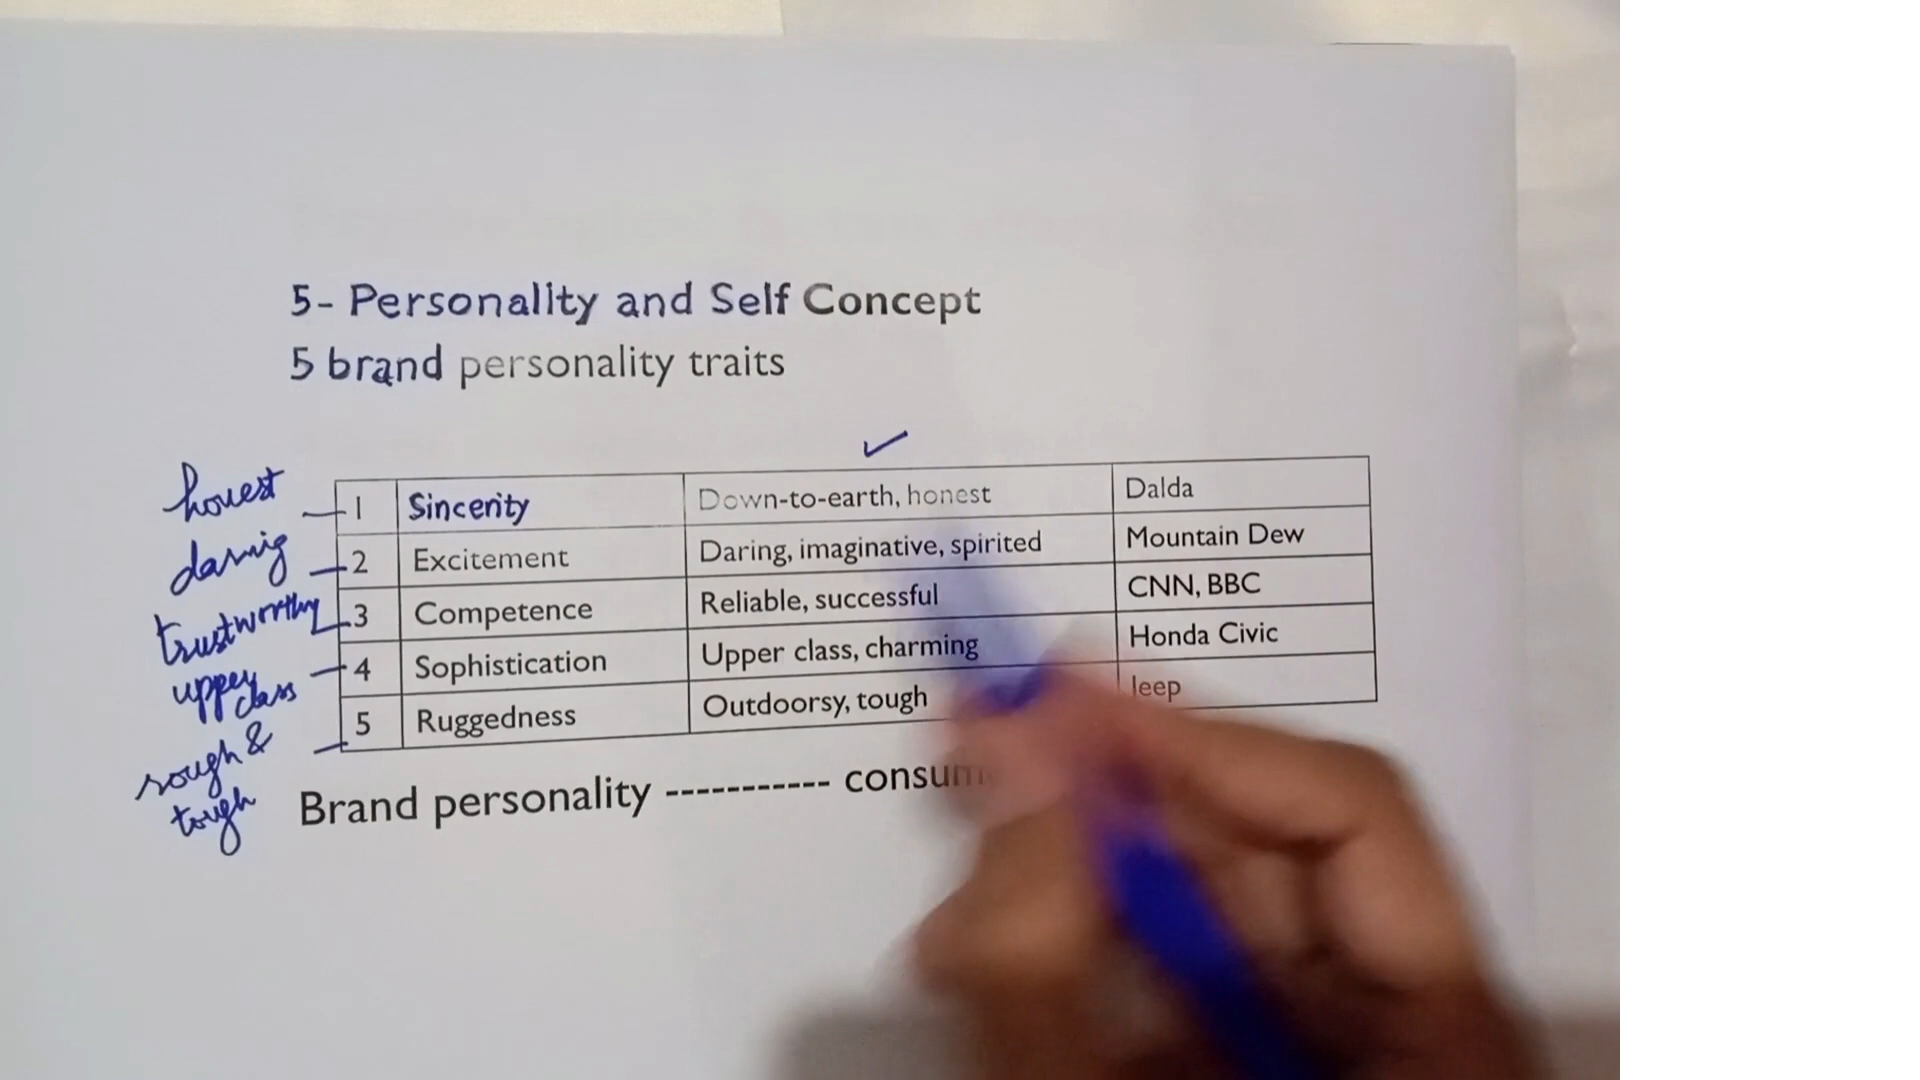 5- Personality and Self Concept
5 brand personality traits
honest
1 Sincerity Down-to-earth, honest Dalda
daring
2 Excitement Daring, imaginative, spirited Mountain Dew
trustworthy
3 Competence Reliable, successful CNN, BBC
upper
class
4 Sophistication Upper class, charming Honda Civic
rough &
tough
5 Ruggedness Outdoorsy, tough Jeep
Brand personality -----------